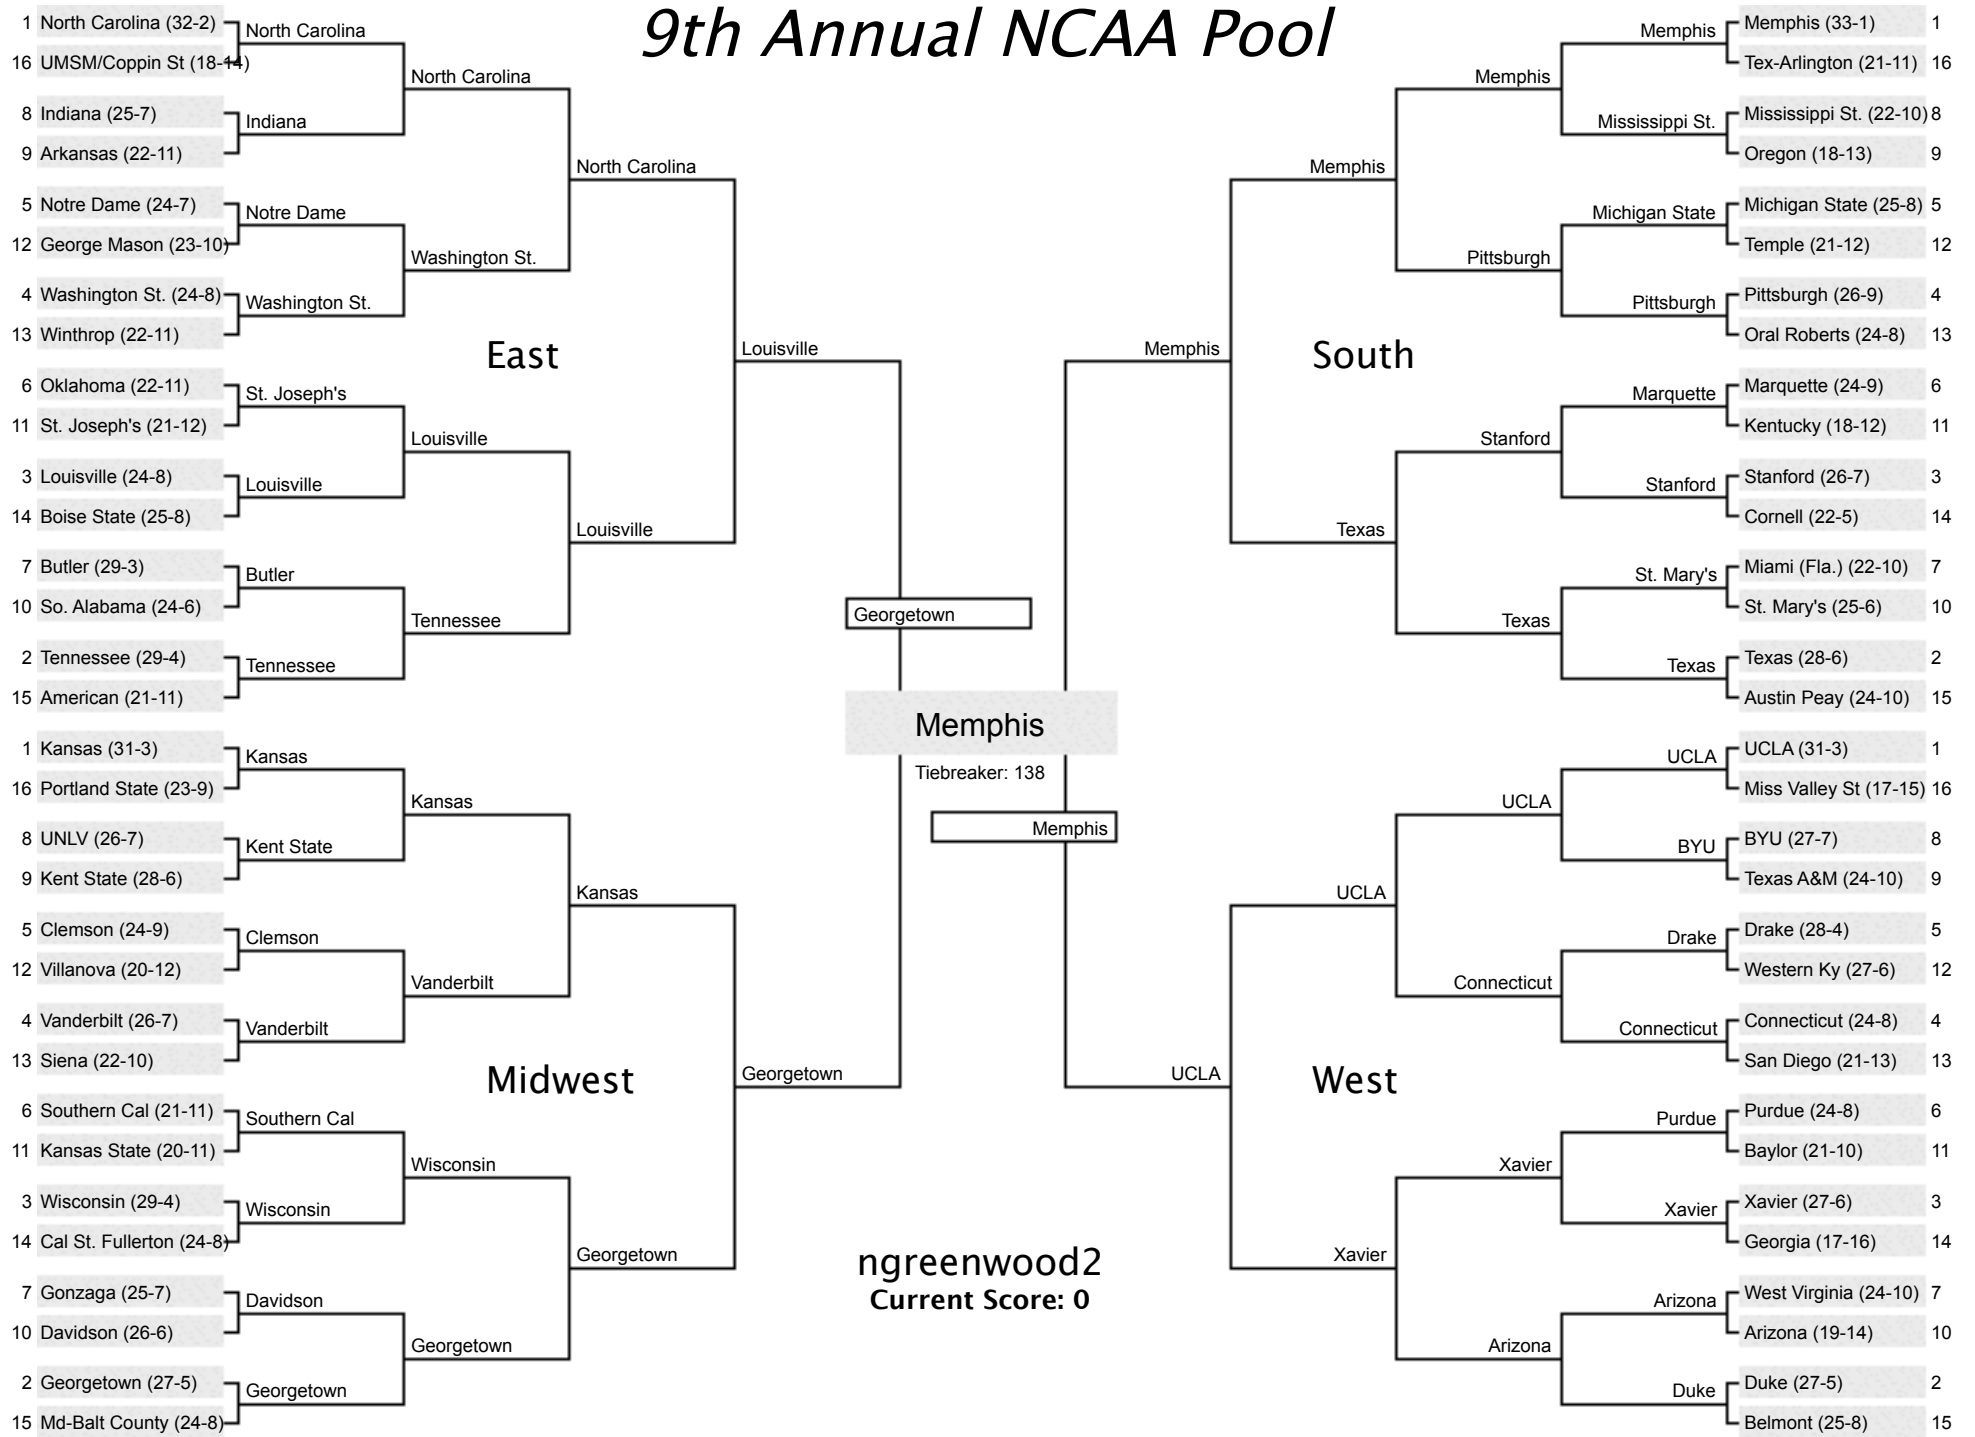 9th Annual NCAA Pool
1 North Carolina (32-2)
16 UMSM/Coppin St (18-14)
8 Indiana (25-7)
9 Arkansas (22-11)
5 Notre Dame (24-7)
12 George Mason (23-10)
4 Washington St. (24-8)
13 Winthrop (22-11)
6 Oklahoma (22-11)
11 St. Joseph's (21-12)
3 Louisville (24-8)
14 Boise State (25-8)
7 Butler (29-3)
10 So. Alabama (24-6)
2 Tennessee (29-4)
15 American (21-11)
North Carolina
Indiana
Notre Dame
Washington St.
St. Joseph's
Louisville
Butler
Tennessee
North Carolina
Washington St.
Louisville
Tennessee
North Carolina
Louisville
East
Louisville
1 Kansas (31-3)
16 Portland State (23-9)
8 UNLV (26-7)
9 Kent State (28-6)
5 Clemson (24-9)
12 Villanova (20-12)
4 Vanderbilt (26-7)
13 Siena (22-10)
6 Southern Cal (21-11)
11 Kansas State (20-11)
3 Wisconsin (29-4)
14 Cal St. Fullerton (24-8)
7 Gonzaga (25-7)
10 Davidson (26-6)
2 Georgetown (27-5)
15 Md-Balt County (24-8)
Kansas
Kent State
Clemson
Vanderbilt
Southern Cal
Wisconsin
Davidson
Georgetown
Kansas
Vanderbilt
Wisconsin
Georgetown
Kansas
Georgetown
Midwest
Georgetown
Georgetown
Memphis
Tiebreaker: 138
Memphis
ngreenwood2
Current Score: 0
Memphis
South
Memphis
Texas
Memphis
Pittsburgh
Stanford
Texas
Memphis
Mississippi St.
Michigan State
Pittsburgh
Marquette
Stanford
St. Mary's
Texas
Memphis (33-1) 1
Tex-Arlington (21-11) 16
Mississippi St. (22-10) 8
Oregon (18-13) 9
Michigan State (25-8) 5
Temple (21-12) 12
Pittsburgh (26-9) 4
Oral Roberts (24-8) 13
Marquette (24-9) 6
Kentucky (18-12) 11
Stanford (26-7) 3
Cornell (22-5) 14
Miami (Fla.) (22-10) 7
St. Mary's (25-6) 10
Texas (28-6) 2
Austin Peay (24-10) 15
UCLA
West
UCLA
Xavier
UCLA
Connecticut
Xavier
Arizona
UCLA
BYU
Drake
Connecticut
Purdue
Xavier
Arizona
Duke
UCLA (31-3) 1
Miss Valley St (17-15) 16
BYU (27-7) 8
Texas A&M (24-10) 9
Drake (28-4) 5
Western Ky (27-6) 12
Connecticut (24-8) 4
San Diego (21-13) 13
Purdue (24-8) 6
Baylor (21-10) 11
Xavier (27-6) 3
Georgia (17-16) 14
West Virginia (24-10) 7
Arizona (19-14) 10
Duke (27-5) 2
Belmont (25-8) 15